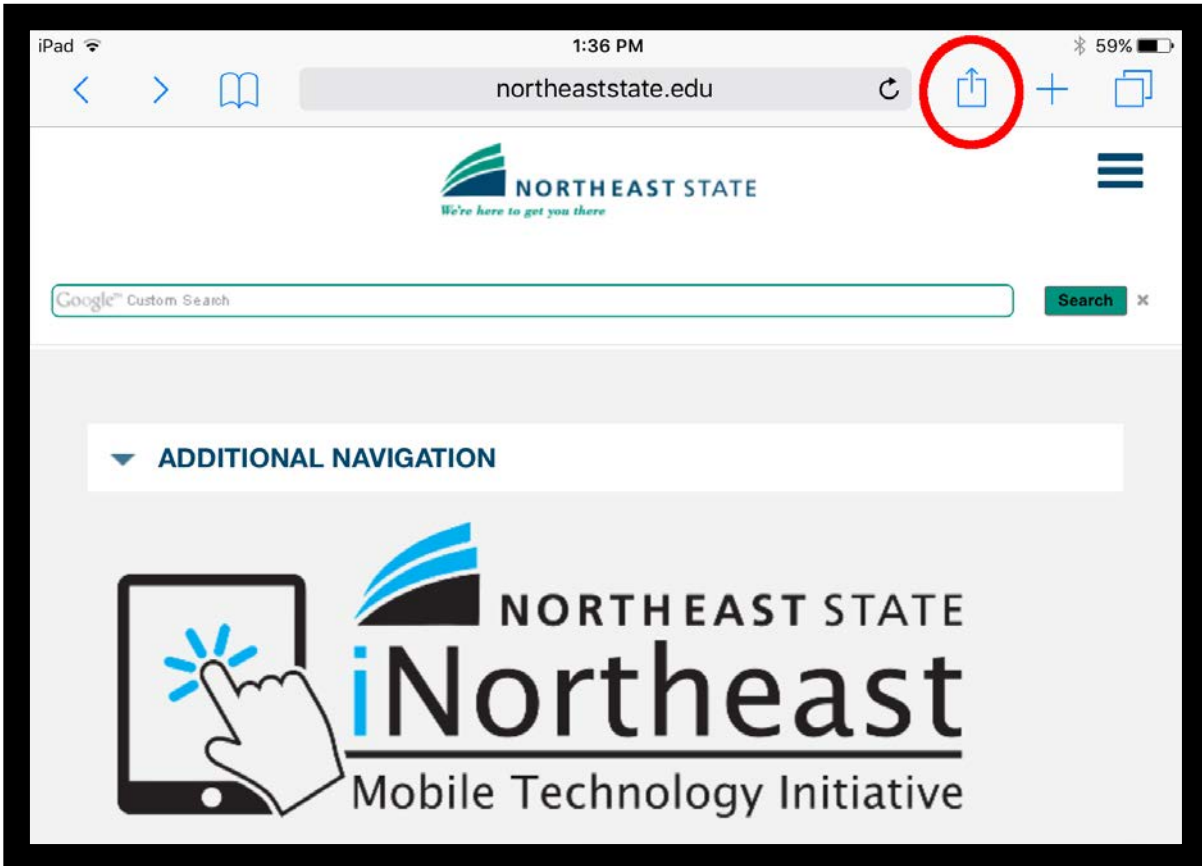 iPad 1:36 PM 59%
northeaststate.edu
NORTHEAST STATE
We're here to get you there
Google™ Custom Search Search ×
ADDITIONAL NAVIGATION
NORTHEAST STATE
iNortheast
Mobile Technology Initiative